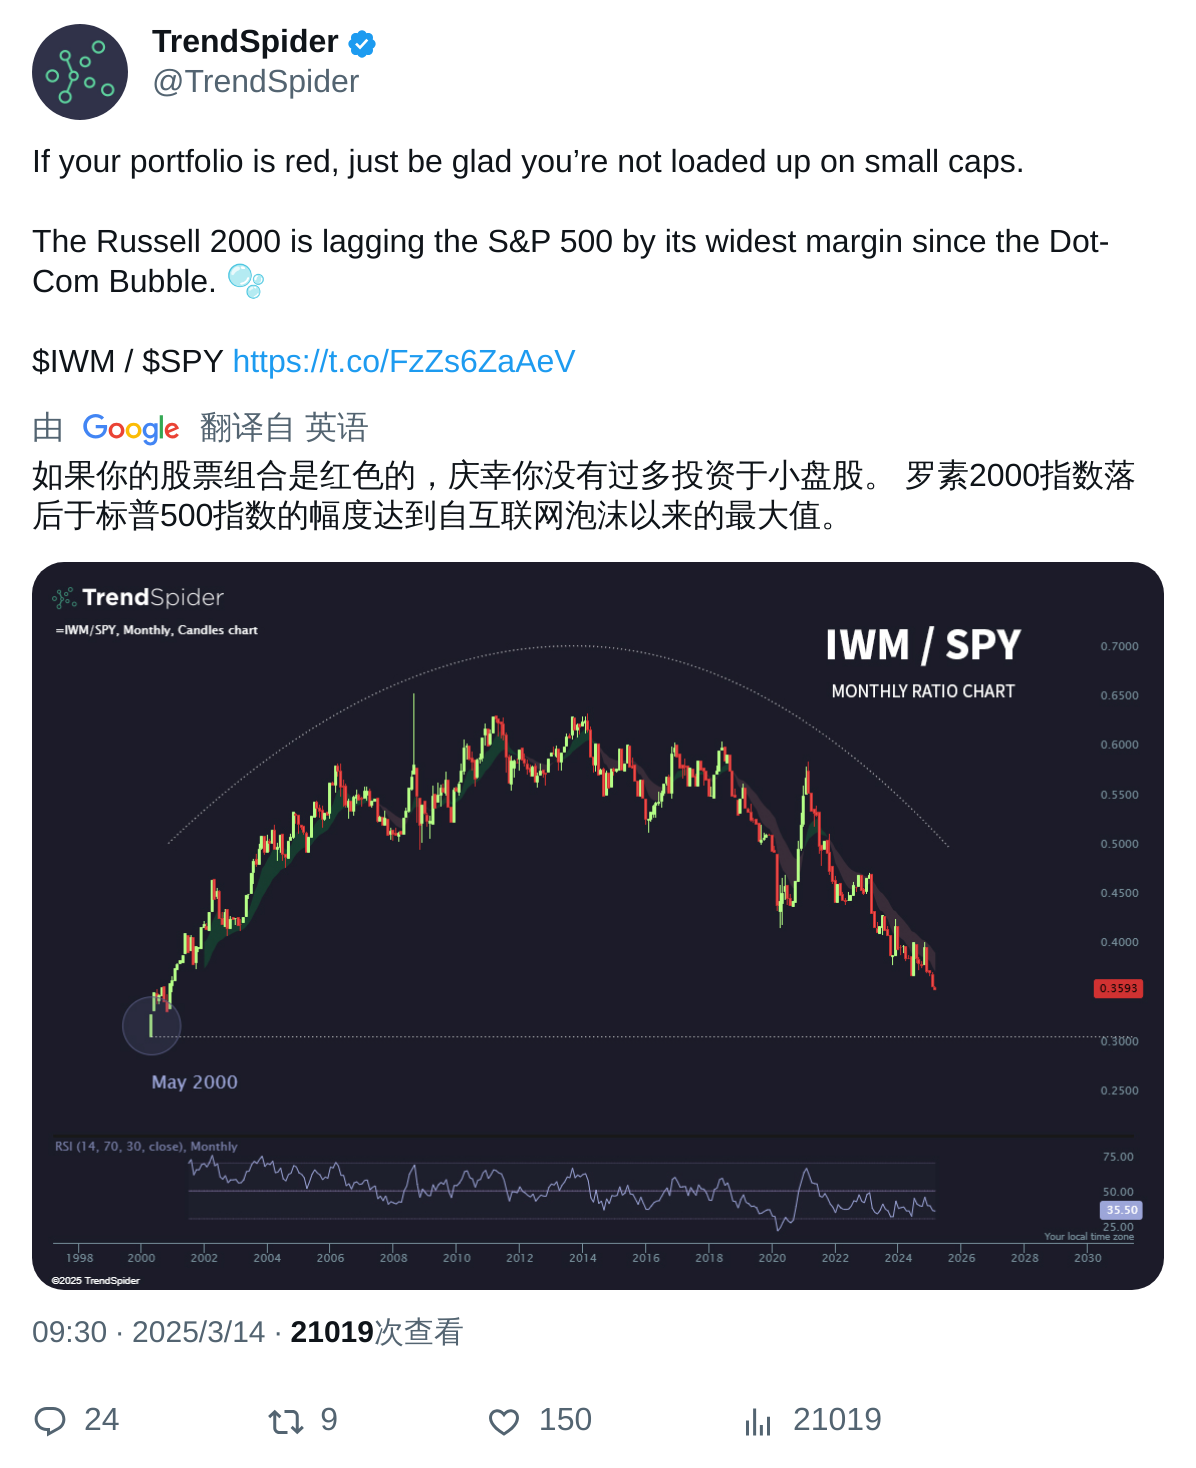 TrendSpider
@TrendSpider
If your portfolio is red, just be glad you’re not loaded up on small caps.
The Russell 2000 is lagging the S&P 500 by its widest margin since the Dot-
Com Bubble. 🫧
$IWM / $SPY https://t.co/FzZs6ZaAeV
由 Google 翻译自 英语
如果你的股票组合是红色的，庆幸你没有过多投资于小盘股。 罗素2000指数落
后于标普500指数的幅度达到自互联网泡沫以来的最大值。
TrendSpider
=IWM/SPY, Monthly, Candles chart
IWM / SPY
MONTHLY RATIO CHART
0.7000
0.6500
0.6000
0.5500
0.5000
0.4500
0.4000
0.3593
0.3000
0.2500
May 2000
RSI (14, 70, 30, close), Monthly
75.00
50.00
35.50
25.00
Your local time zone
1998 2000 2002 2004 2006 2008 2010 2012 2014 2016 2018 2020 2022 2024 2026 2028 2030
©2025 TrendSpider
09:30 · 2025/3/14 · 21019次查看
24 9 150 21019